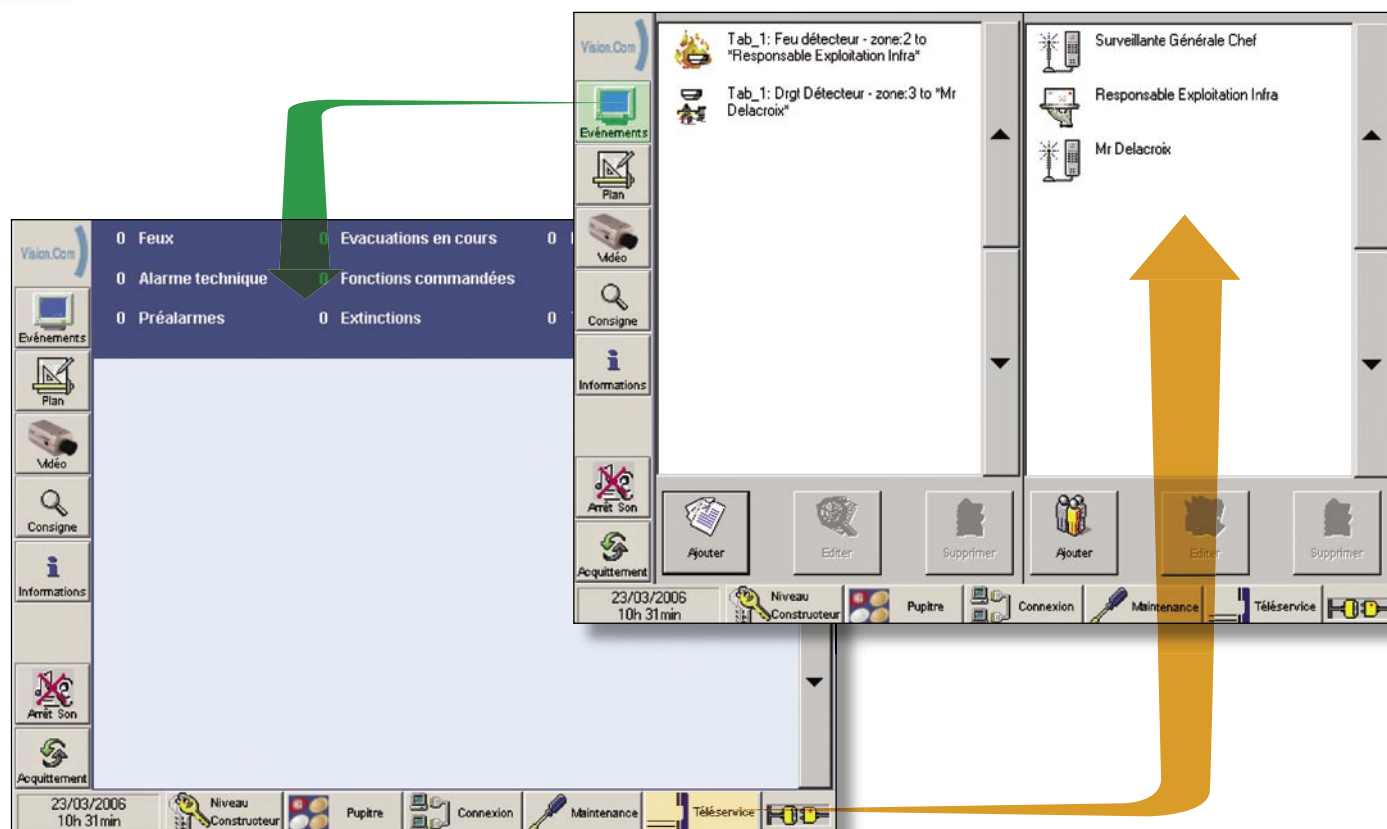 Vision.Com
Evénements
Plan
Vidéo
Consigne
Informations
Arrêt Son
Acquittement
Tab_1: Feu détecteur - zone:2 to
"Responsable Exploitation Infra"
Tab_1: Drgt Détecteur - zone:3 to "Mr
Delacroix"
Surveillante Générale Chef
Responsable Exploitation Infra
Mr Delacroix
Ajouter
Editer
Supprimer
Ajouter
Editer
Supprimer
23/03/2006
10h 31min
Niveau
Constructeur
Pupitre
Connexion
Maintenance
Téléservice
Vision.Com
Evénements
Plan
Vidéo
Consigne
Informations
Arrêt Son
Acquittement
0 Feux 0 Evacuations en cours 0
0 Alarme technique 0 Fonctions commandées
0 Préalarmes 0 Extinctions 0
23/03/2006
10h 31min
Niveau
Constructeur
Pupitre
Connexion
Maintenance
Téléservice